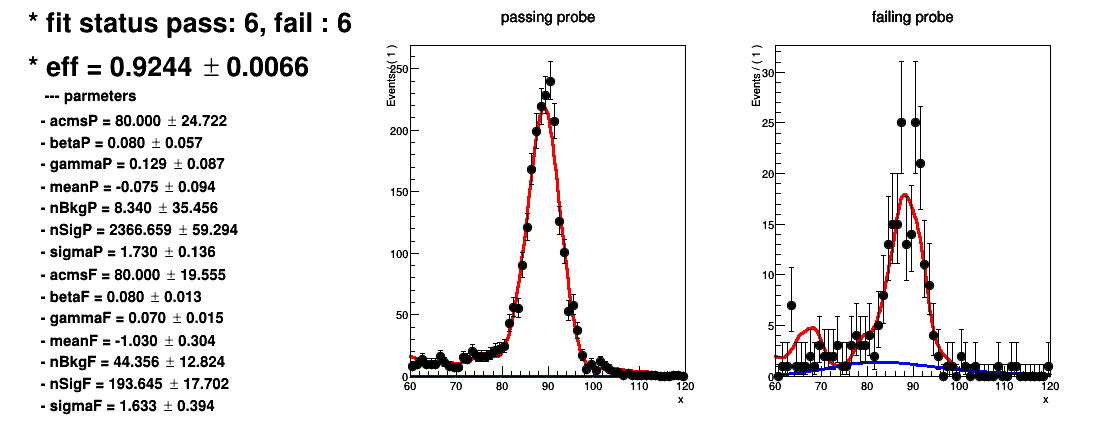 * fit status pass: 6, fail : 6
* eff = 0.9244 ± 0.0066
--- parmeters
- acmsP = 80.000 ± 24.722
- betaP = 0.080 ± 0.057
- gammaP = 0.129 ± 0.087
- meanP = -0.075 ± 0.094
- nBkgP = 8.340 ± 35.456
- nSigP = 2366.659 ± 59.294
- sigmaP = 1.730 ± 0.136
- acmsF = 80.000 ± 19.555
- betaF = 0.080 ± 0.013
- gammaF = 0.070 ± 0.015
- meanF = -1.030 ± 0.304
- nBkgF = 44.356 ± 12.824
- nSigF = 193.645 ± 17.702
- sigmaF = 1.633 ± 0.394
passing probe
Events / ( 1 )
250
200
150
100
50
0
60 70 80 90 100 110 120
x
failing probe
Events / ( 1 )
30
25
20
15
10
5
0
60 70 80 90 100 110 120
x